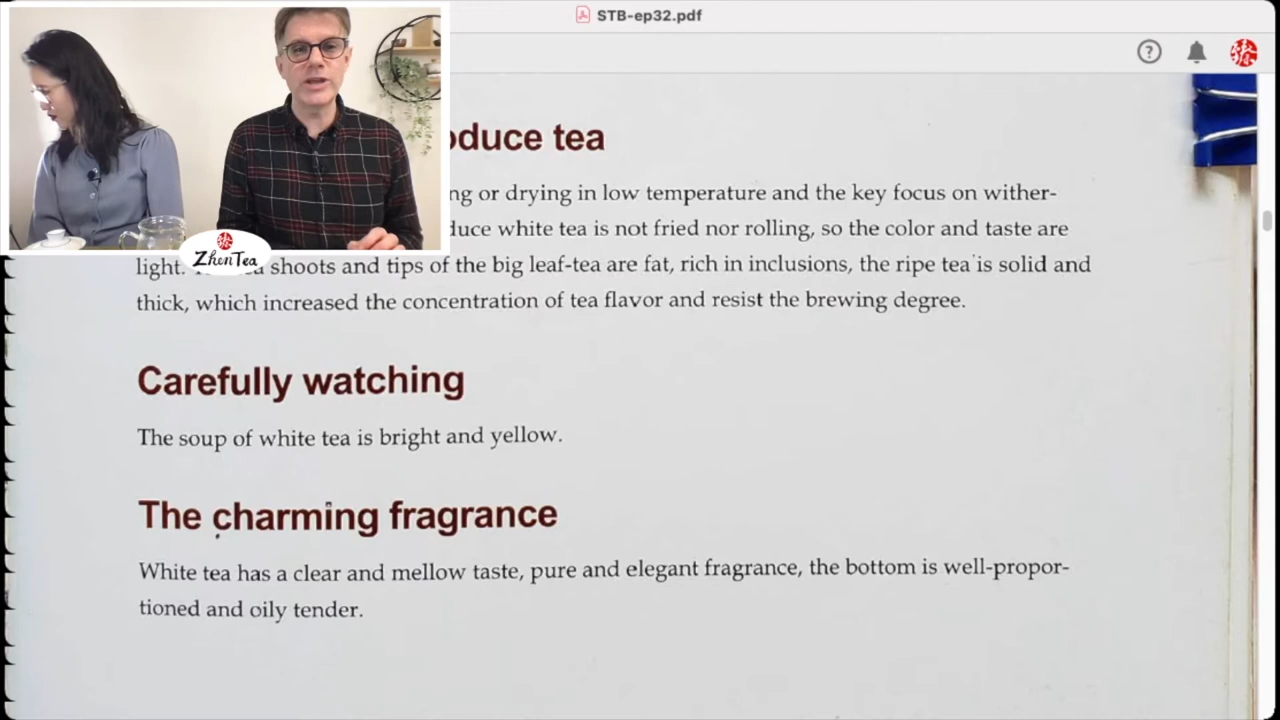 STB-ep32.pdf
ZhenTea
oduce tea
ng or drying in low temperature and the key focus on wither-
duce white tea is not fried nor rolling, so the color and taste are
light. shoots and tips of the big leaf-tea are fat, rich in inclusions, the ripe tea is solid and
thick, which increased the concentration of tea flavor and resist the brewing degree.
Carefully watching
The soup of white tea is bright and yellow.
The charming fragrance
White tea has a clear and mellow taste, pure and elegant fragrance, the bottom is well-propor-
tioned and oily tender.